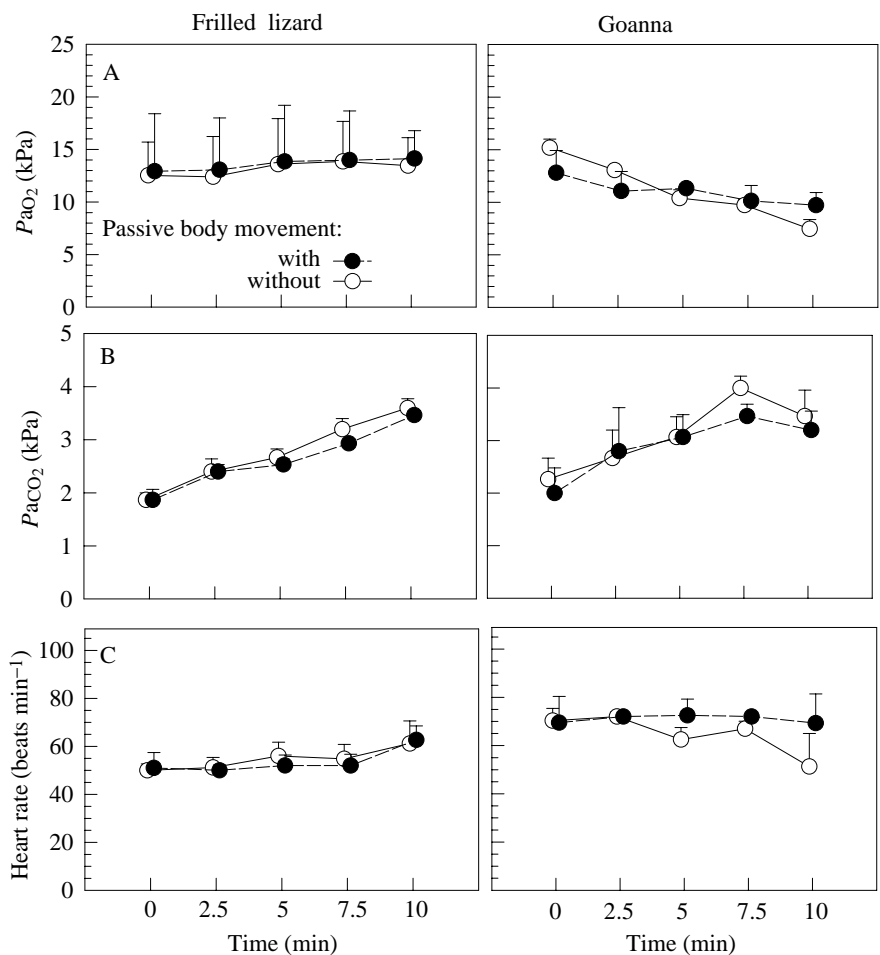 Frilled lizard
Goanna
25
20
15
10
5
0
PaO2 (kPa)
A
Passive body movement:
with
without
5
4
3
2
1
0
PaCO2 (kPa)
B
100
80
60
40
20
0
Heart rate (beats min−1)
C
0 2.5 5 7.5 10
0 2.5 5 7.5 10
Time (min)
Time (min)